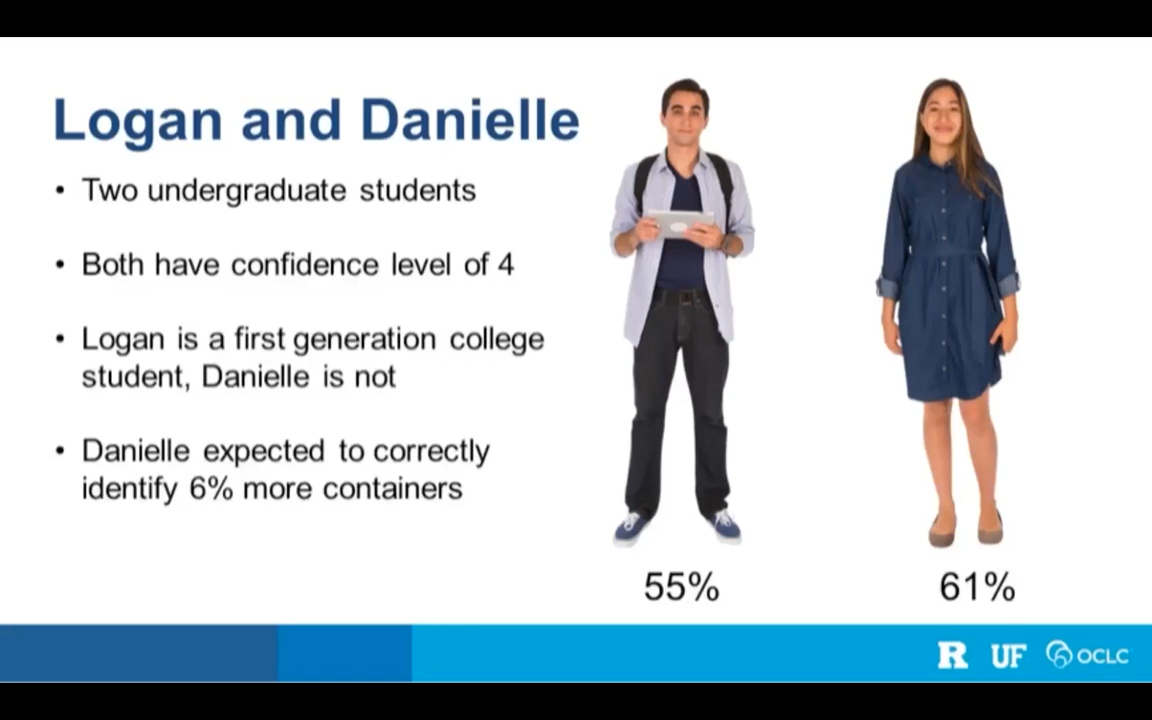 Logan and Danielle
• Two undergraduate students
• Both have confidence level of 4
• Logan is a first generation college
student, Danielle is not
• Danielle expected to correctly
identify 6% more containers
55%
61%
R
UF
OCLC